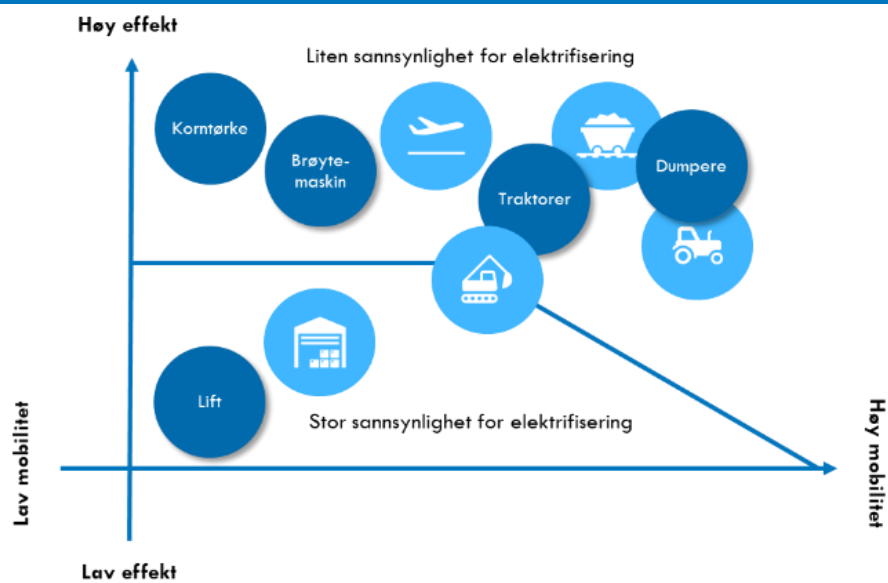 Høy effekt
Liten sannsynlighet for elektrifisering
Korntørke
Brøyte-
maskin
Traktorer
Dumpere
Lift
Stor sannsynlighet for elektrifisering
Lav mobilitet
Høy mobilitet
Lav effekt